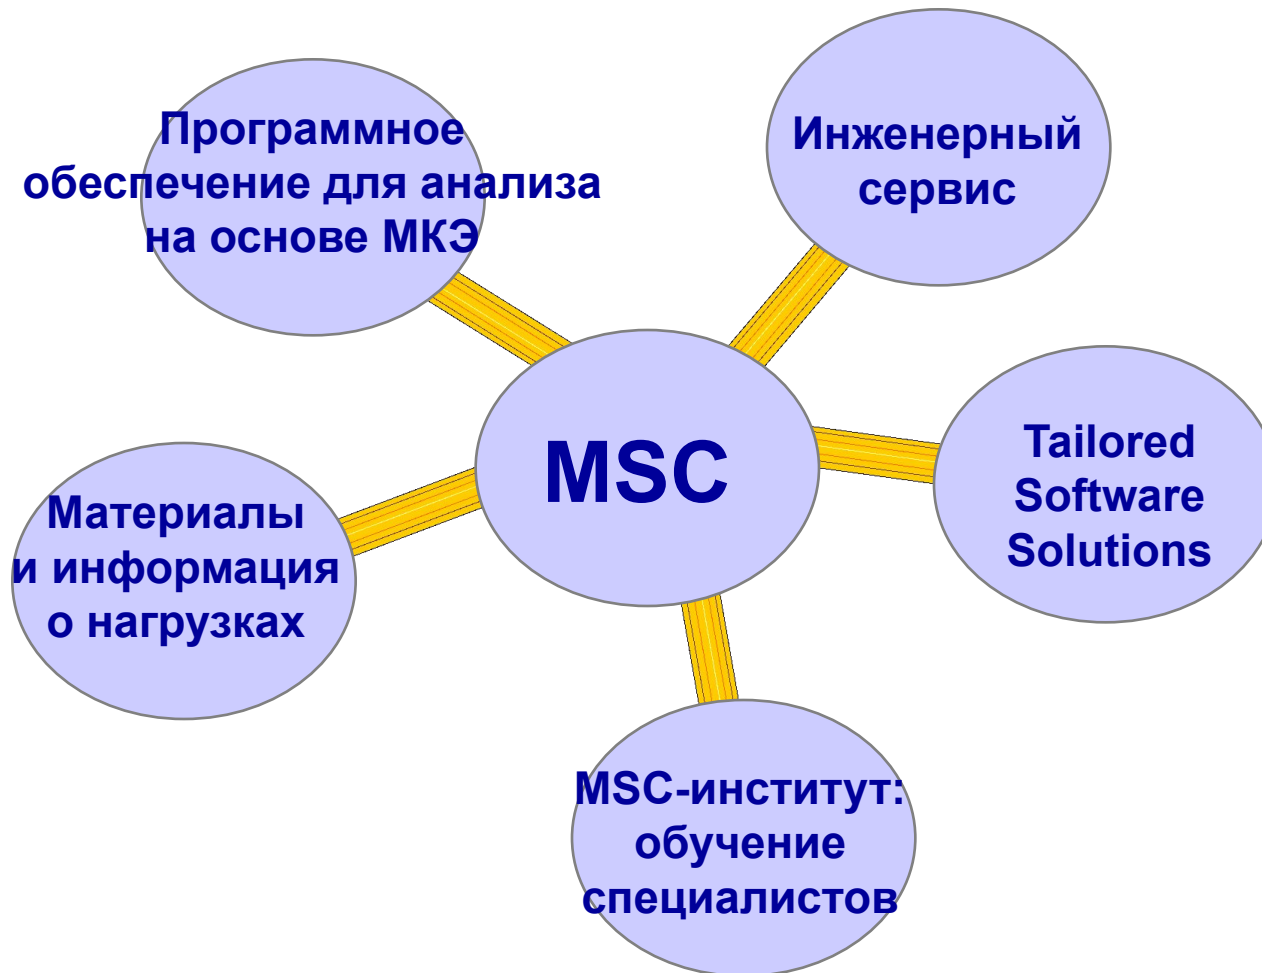 Программное
обеспечение для анализа
на основе МКЭ
Инженерный
сервис
MSC
Tailored
Software
Solutions
Материалы
и информация
о нагрузках
MSC-институт:
обучение
специалистов